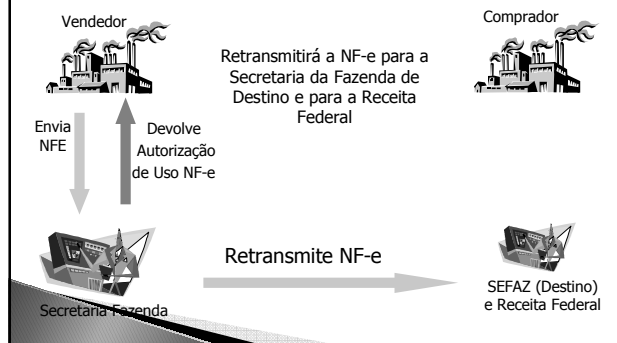 Vendedor
Comprador
Retransmitirá a NF-e para a
Secretaria da Fazenda de
Destino e para a Receita
Federal
Envia
NFE
Devolve
Autorização
de Uso NF-e
Retransmite NF-e
Secretaria Fazenda
SEFAZ (Destino)
e Receita Federal